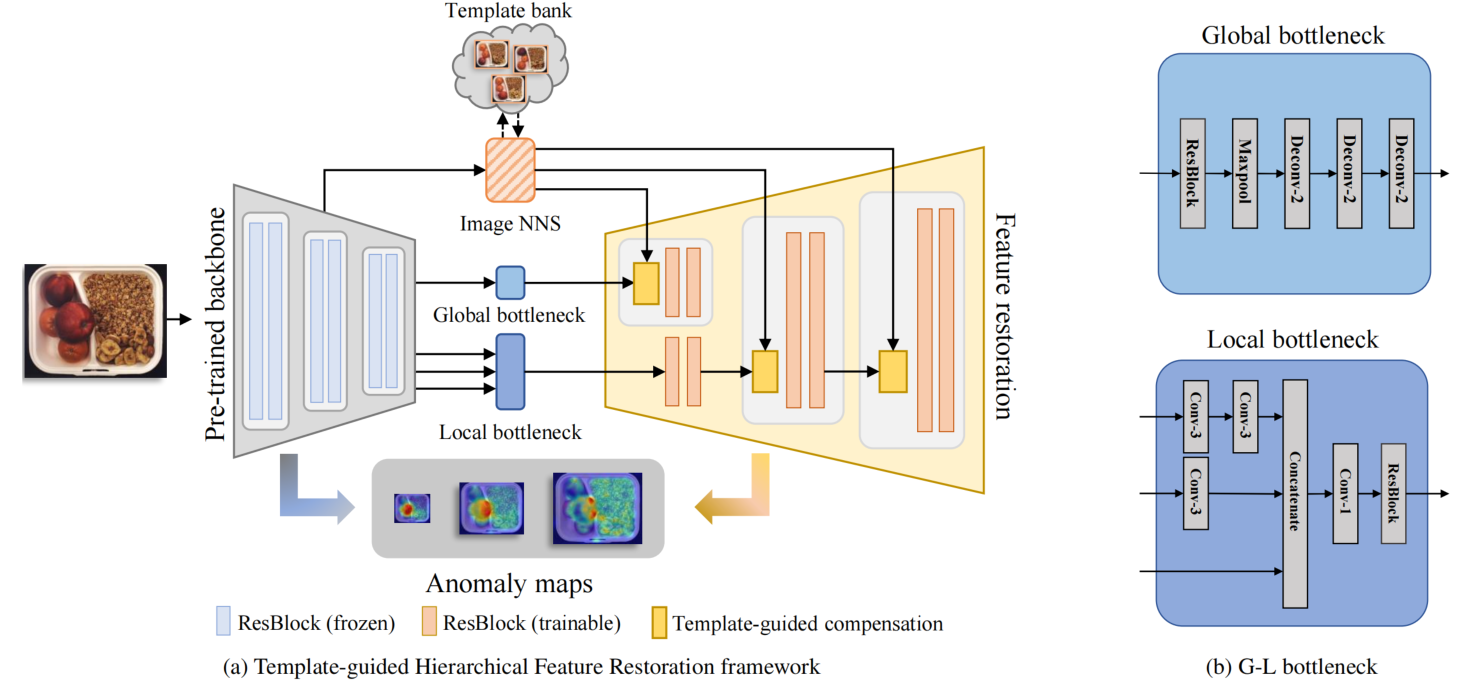 Template bank
Image NNS
Pre-trained backbone
Global bottleneck
Local bottleneck
Feature restoration
Anomaly maps
ResBlock (frozen)
ResBlock (trainable)
Template-guided compensation
(a) Template-guided Hierarchical Feature Restoration framework
Global bottleneck
ResBlock
Maxpool
Deconv-2
Deconv-2
Deconv-2
Local bottleneck
Conv-3
Conv-3
Conv-3
Concatenate
Conv-1
ResBlock
(b) G-L bottleneck